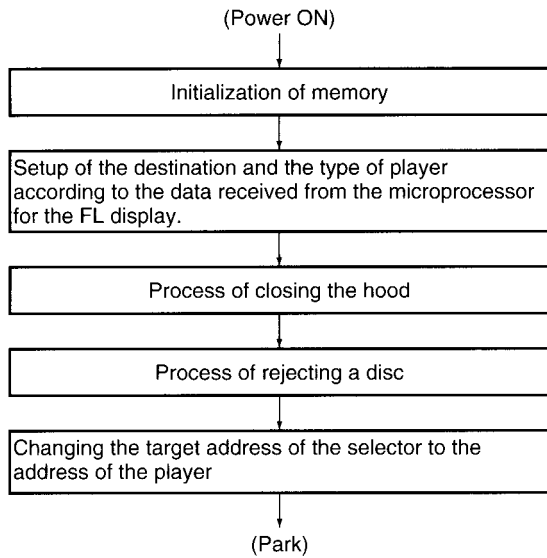 (Power ON)
Initialization of memory
Setup of the destination and the type of player
according to the data received from the microprocessor
for the FL display.
Process of closing the hood
Process of rejecting a disc
Changing the target address of the selector to the
address of the player
(Park)